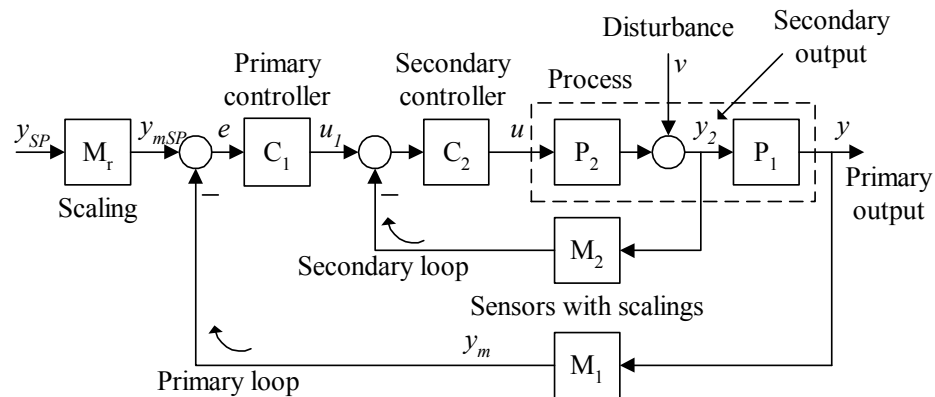 Disturbance
Secondary
output
Primary
controller
Secondary
controller
Process
v
y_SP
M_r
y_mSP
e
C_1
u_1
C_2
u
P_2
y_2
P_1
y
Scaling
–
–
Primary
output
M_2
Secondary loop
Sensors with scalings
y_m
M_1
Primary loop